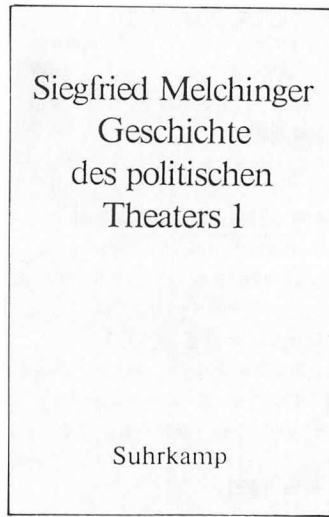 Siegfried Melchinger
Geschichte
des politischen
Theaters 1
Suhrkamp